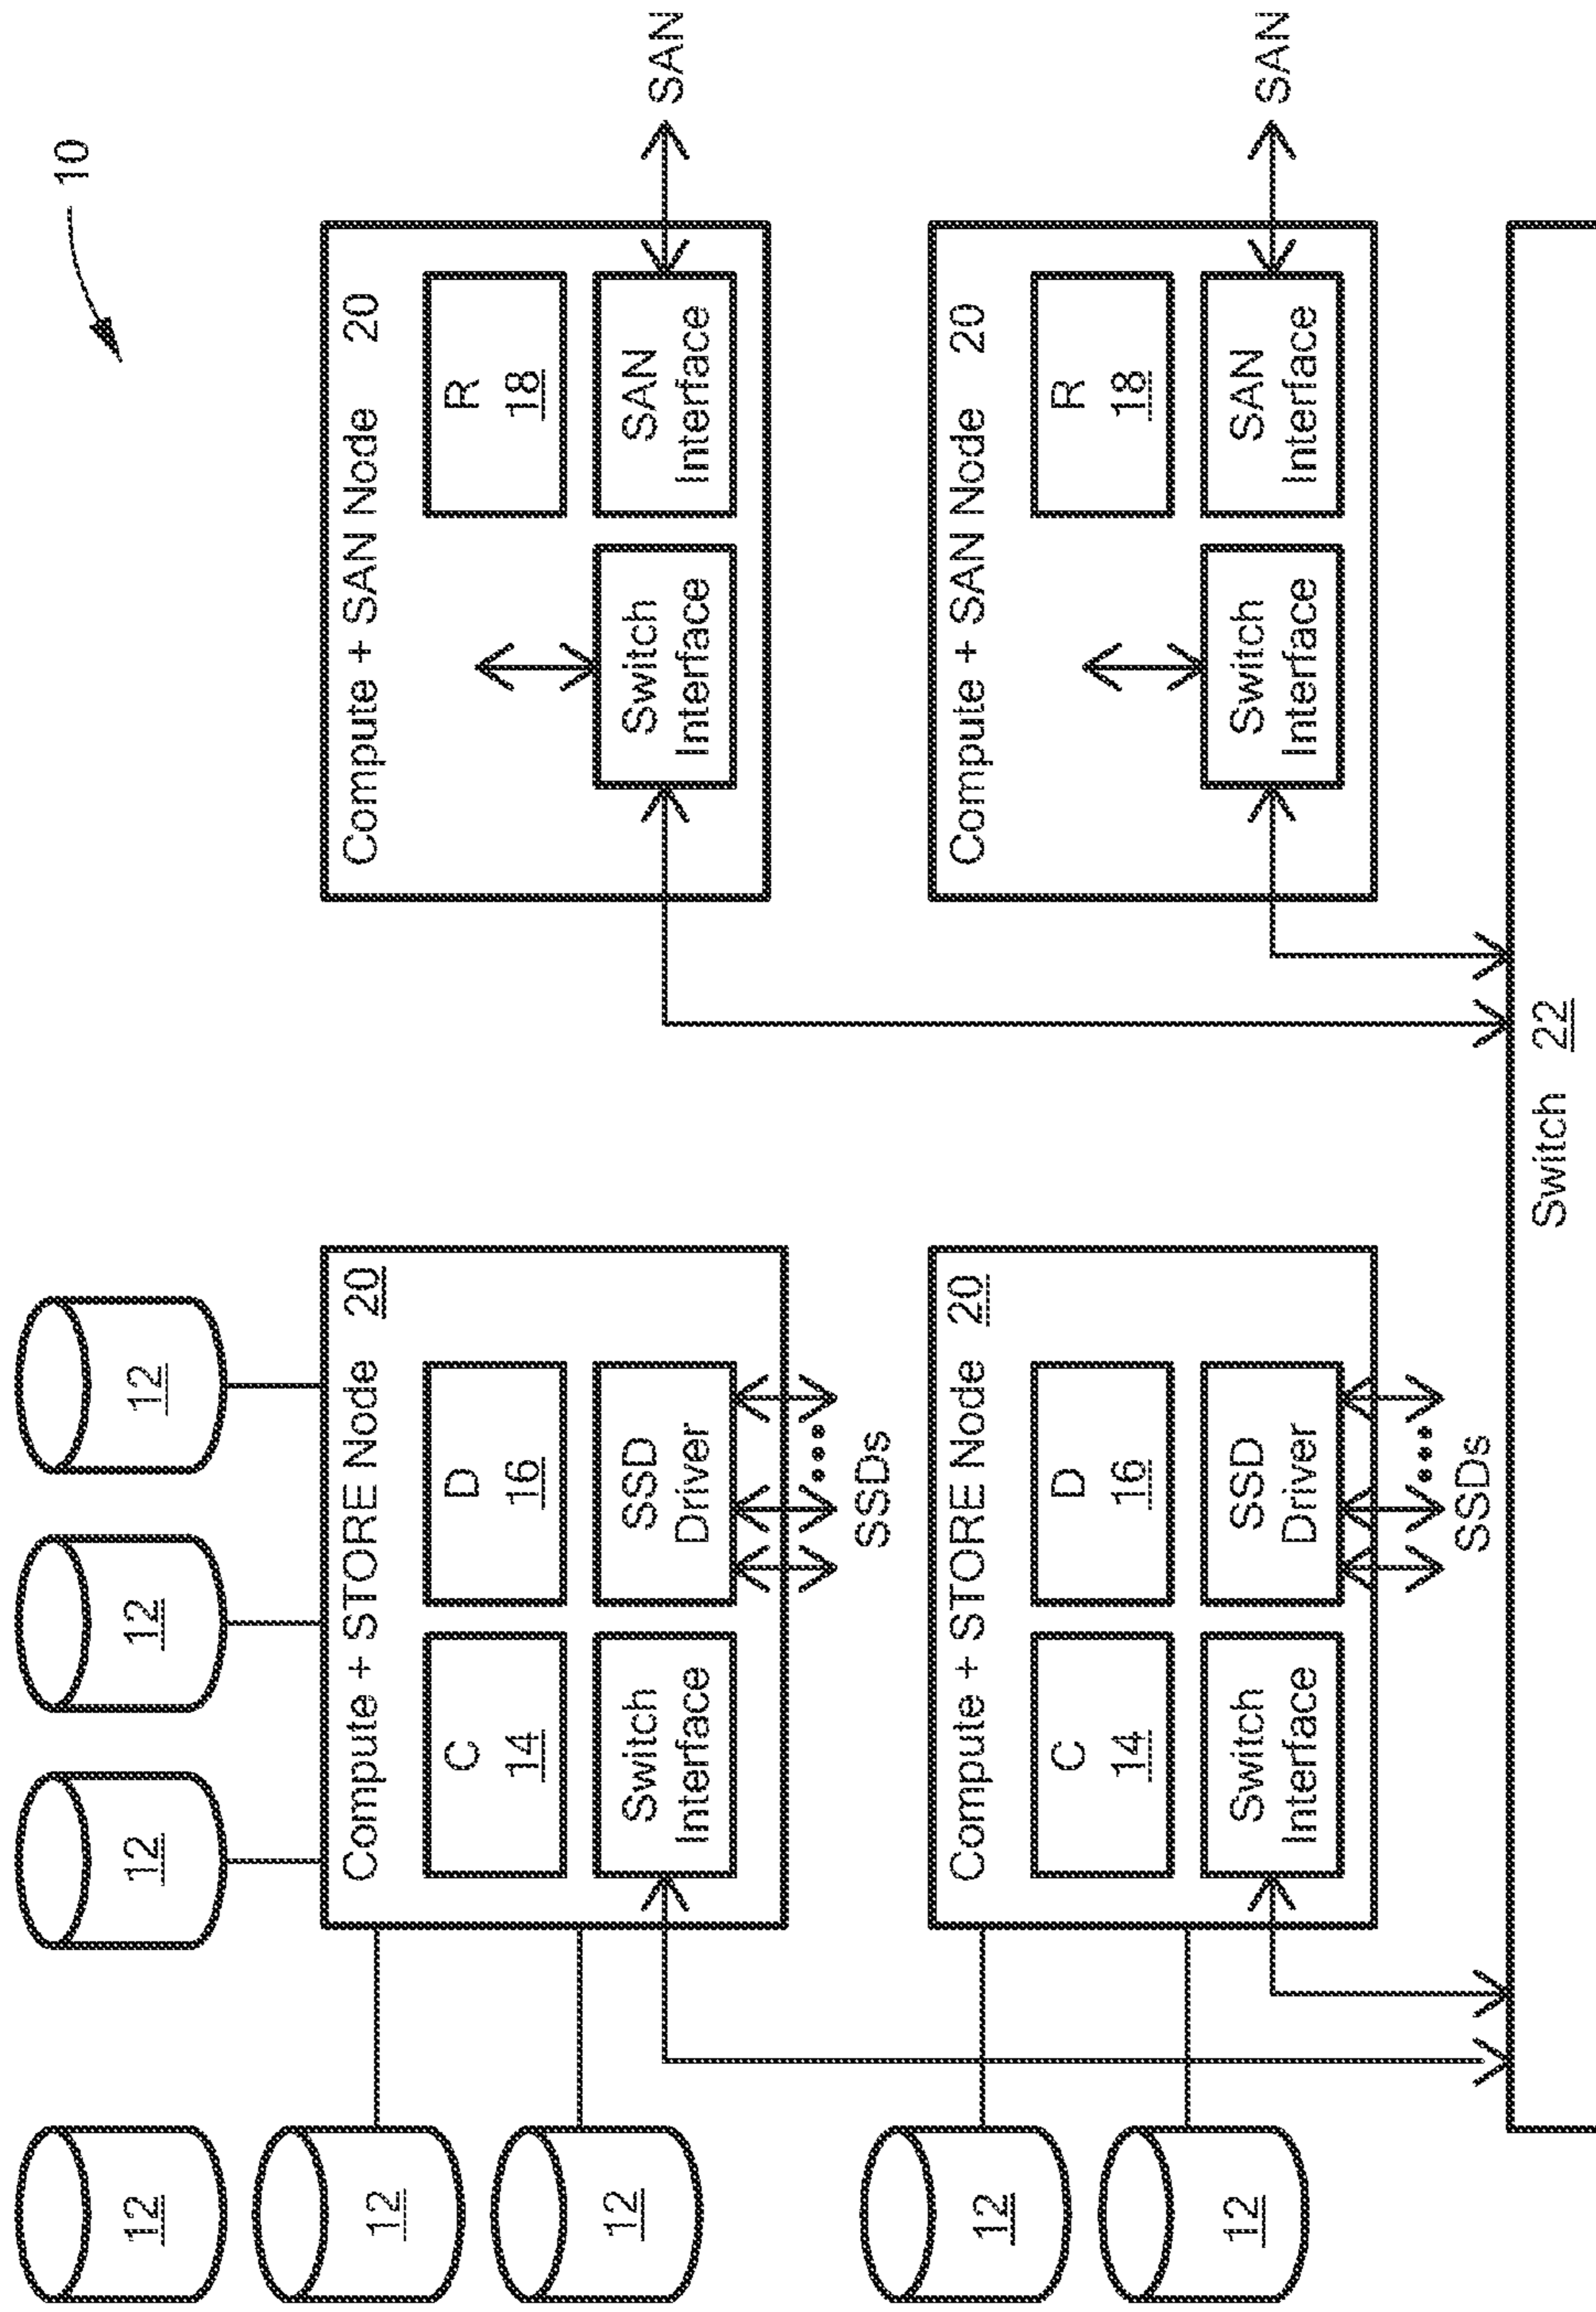 10
12
12
12
12
12
12
Compute + STORE Node 20
C
14
D
16
Switch
Interface
SSD
Driver
SSDs
Compute + SAN Node 20
R
18
Switch
Interface
SAN
Interface
SAN
12
12
Compute + STORE Node 20
C
14
D
16
Switch
Interface
SSD
Driver
SSDs
Compute + SAN Node 20
R
18
Switch
Interface
SAN
Interface
SAN
Switch 22